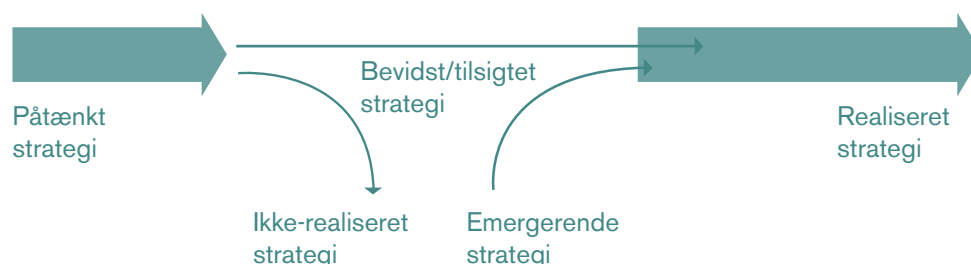 Påtænkt
strategi
Bevidst/tilsigtet
strategi
Realiseret
strategi
Ikke-realiseret
strategi
Emergerende
strategi